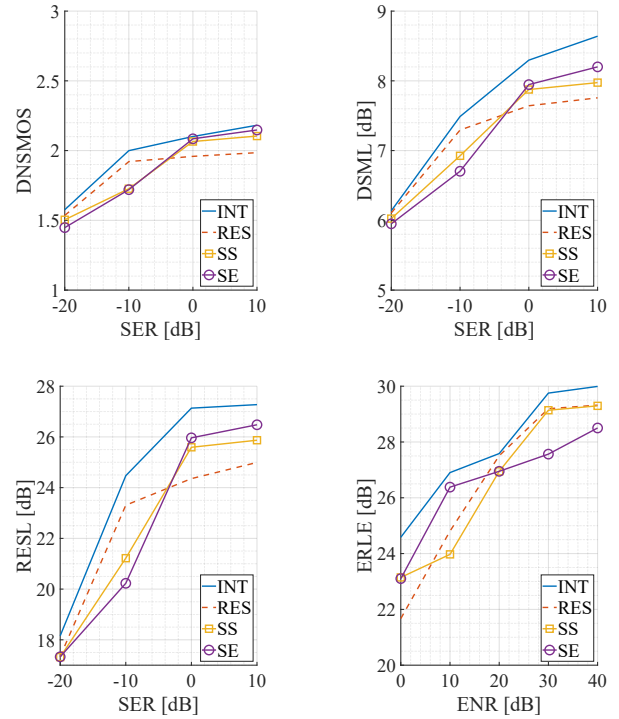 3
2.5
2
1.5
1
DNSMOS
-20
-10
0
10
SER [dB]
INT
RES
SS
SE
9
8
7
6
5
DSML [dB]
-20
-10
0
10
SER [dB]
INT
RES
SS
SE
28
26
24
22
20
18
RESL [dB]
-20
-10
0
10
SER [dB]
INT
RES
SS
SE
30
28
26
24
22
20
ERLE [dB]
0
10
20
30
40
ENR [dB]
INT
RES
SS
SE